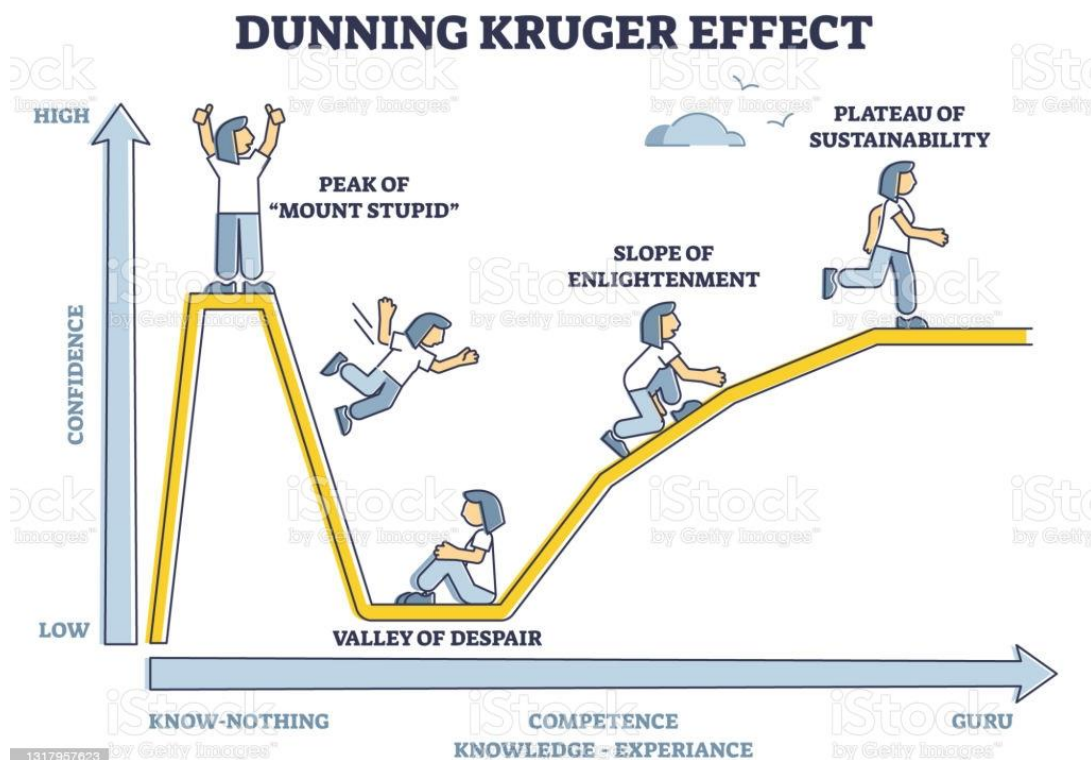 DUNNING KRUGER EFFECT
HIGH
PEAK OF
"MOUNT STUPID"
PLATEAU OF
SUSTAINABILITY
SLOPE OF
ENLIGHTENMENT
CONFIDENCE
LOW
VALLEY OF DESPAIR
KNOW-NOTHING
COMPETENCE
GURU
KNOWLEDGE - EXPERIANCE
iStock
by Getty Images™
1317957623